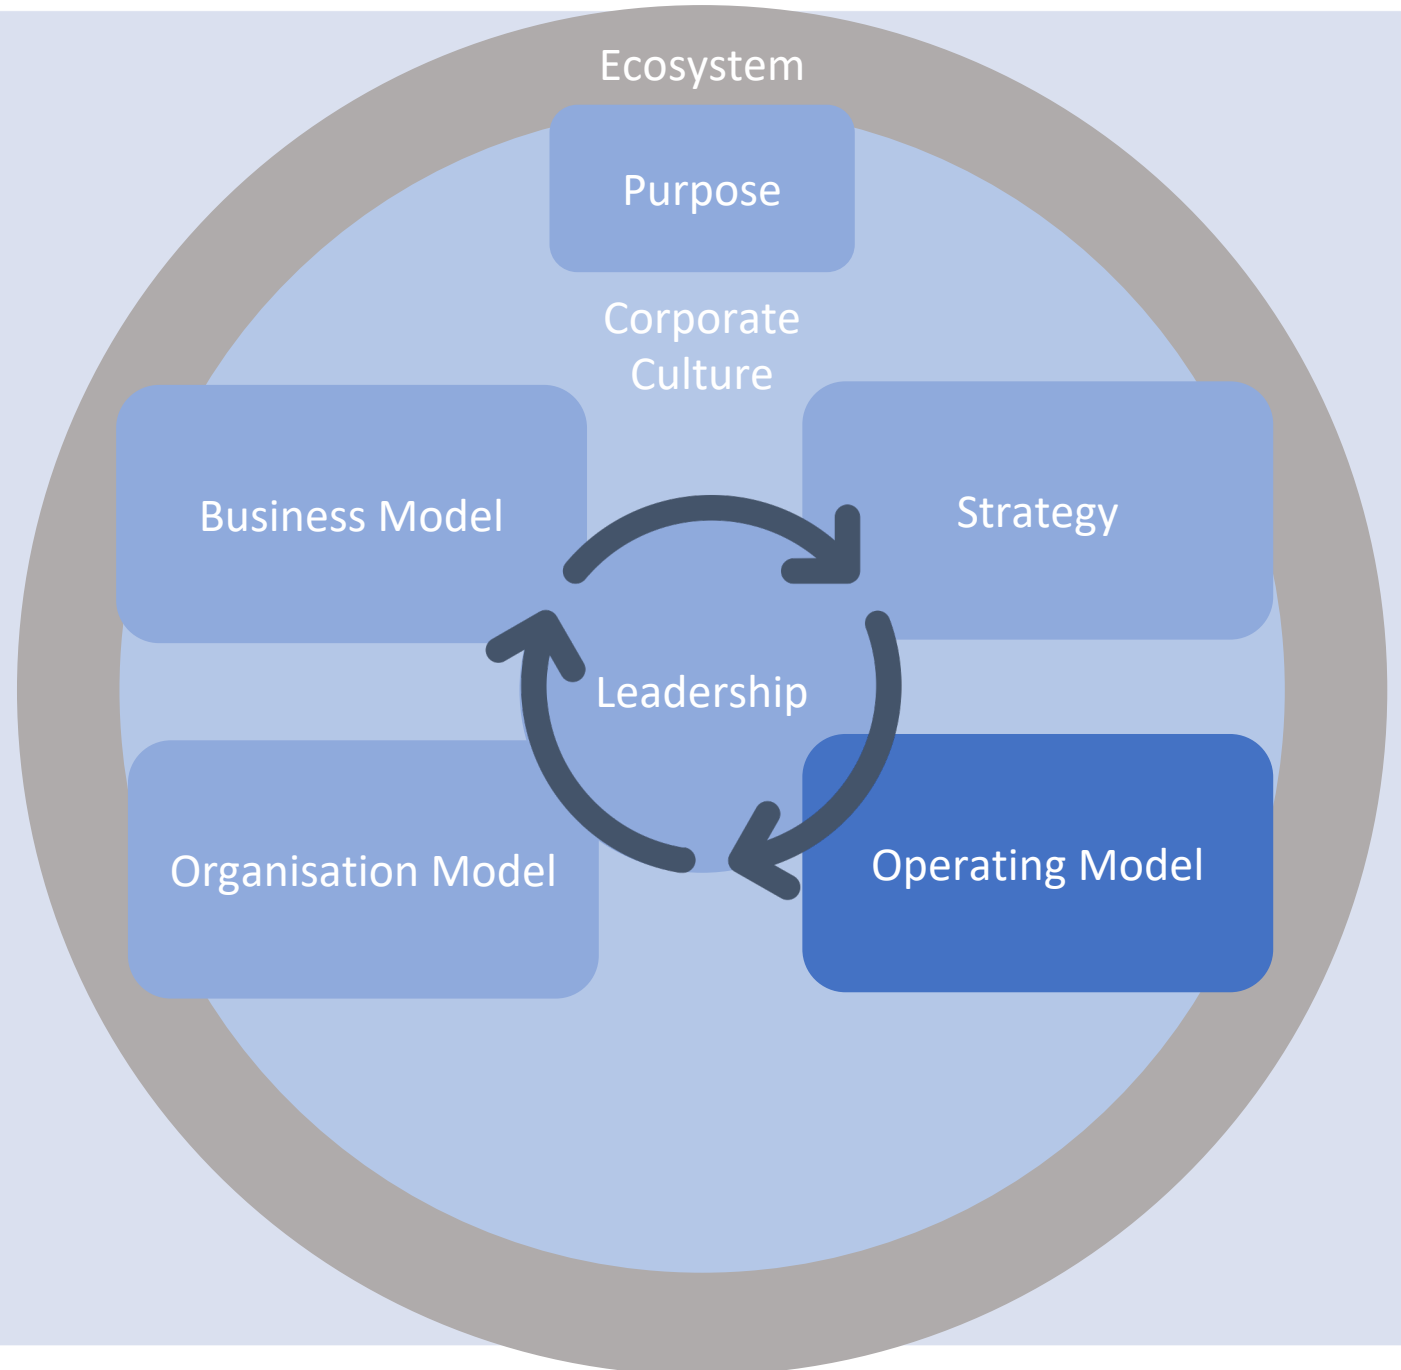 Ecosystem
Purpose
Corporate
Culture
Business Model
Strategy
Leadership
Organisation Model
Operating Model